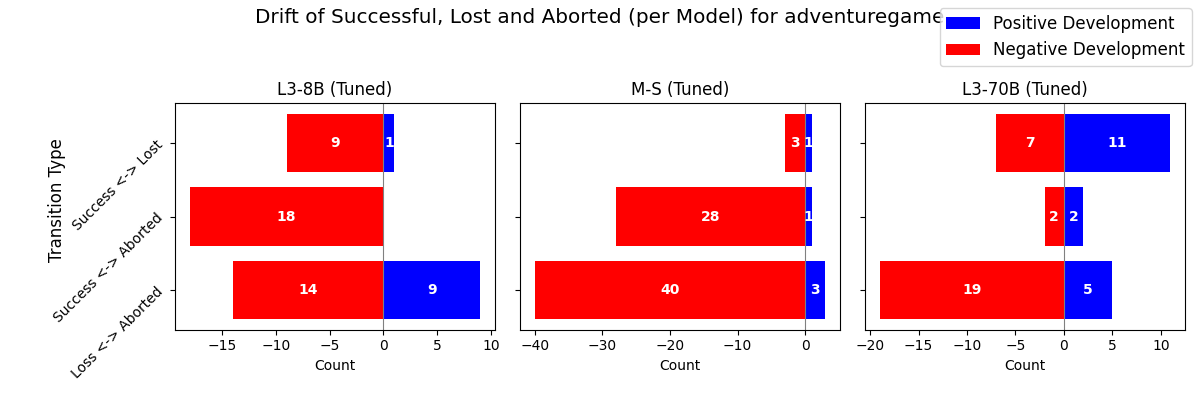 Drift of Successful, Lost and Aborted (per Model) for adventuregame
Positive Development
Negative Development
L3-8B (Tuned)
M-S (Tuned)
L3-70B (Tuned)
Transition Type
Success <-> Lost
Success <-> Aborted
Loss <-> Aborted
9
1
18
14
9
3
1
28
1
40
3
7
11
2
2
19
5
−15
−10
−5
0
5
10
−40
−30
−20
−10
0
−20
−15
−10
−5
0
5
10
Count
Count
Count